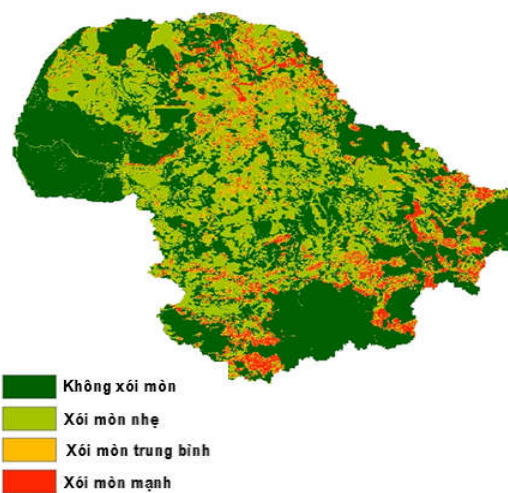 Không xói mòn
Xói mòn nhẹ
Xói mòn trung bình
Xói mòn mạnh